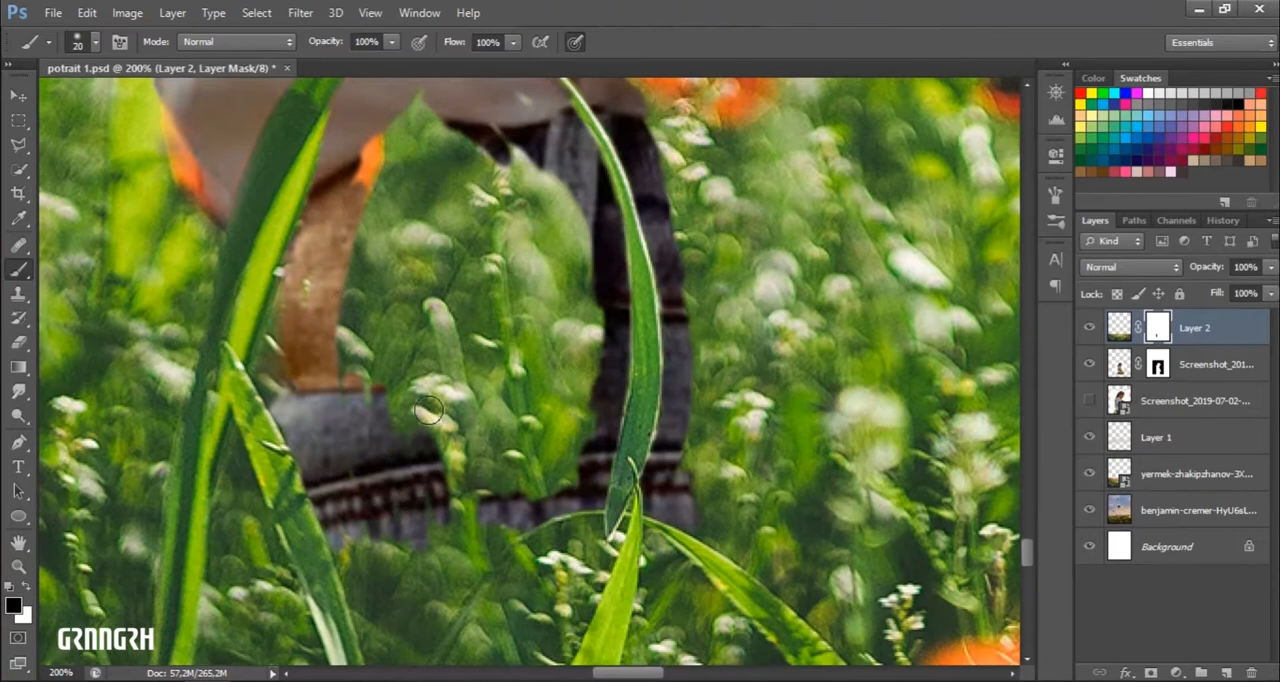 Ps File Edit Image Layer Type Select Filter 3D View Window Help
20 Mode: Normal Opacity: 100% Flow: 100% Essentials
potrait 1.psd @ 200% (Layer 2, Layer Mask/8) * ×
Color Swatches
Layers Paths Channels History
Kind
Normal Opacity: 100%
Lock: Fill: 100%
Layer 2
Screenshot_201...
Screenshot_2019-07-02-...
Layer 1
yermek-zhakipzhanov-3X...
benjamin-cremer-HyU6sL...
Background
GRNNGRH
200% Doc: 57,2M/265,2M